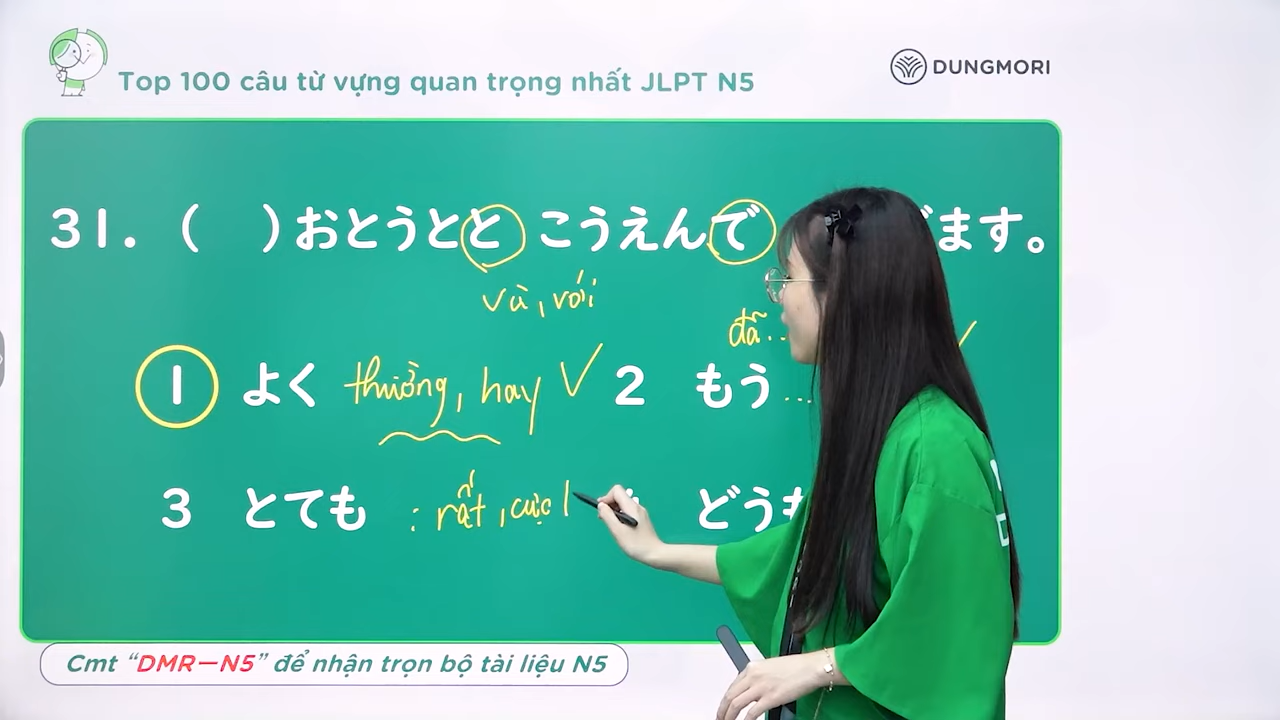 Top 100 câu từ vựng quan trọng nhất JLPT N5
DUNGMORI
31. ( ) おとうとと こうえんで ます。
và, với
đã..
1 よく thường, hay 2 もう ...
3 とても : rất, cực どう
Cmt “DMR–N5” để nhận trọn bộ tài liệu N5